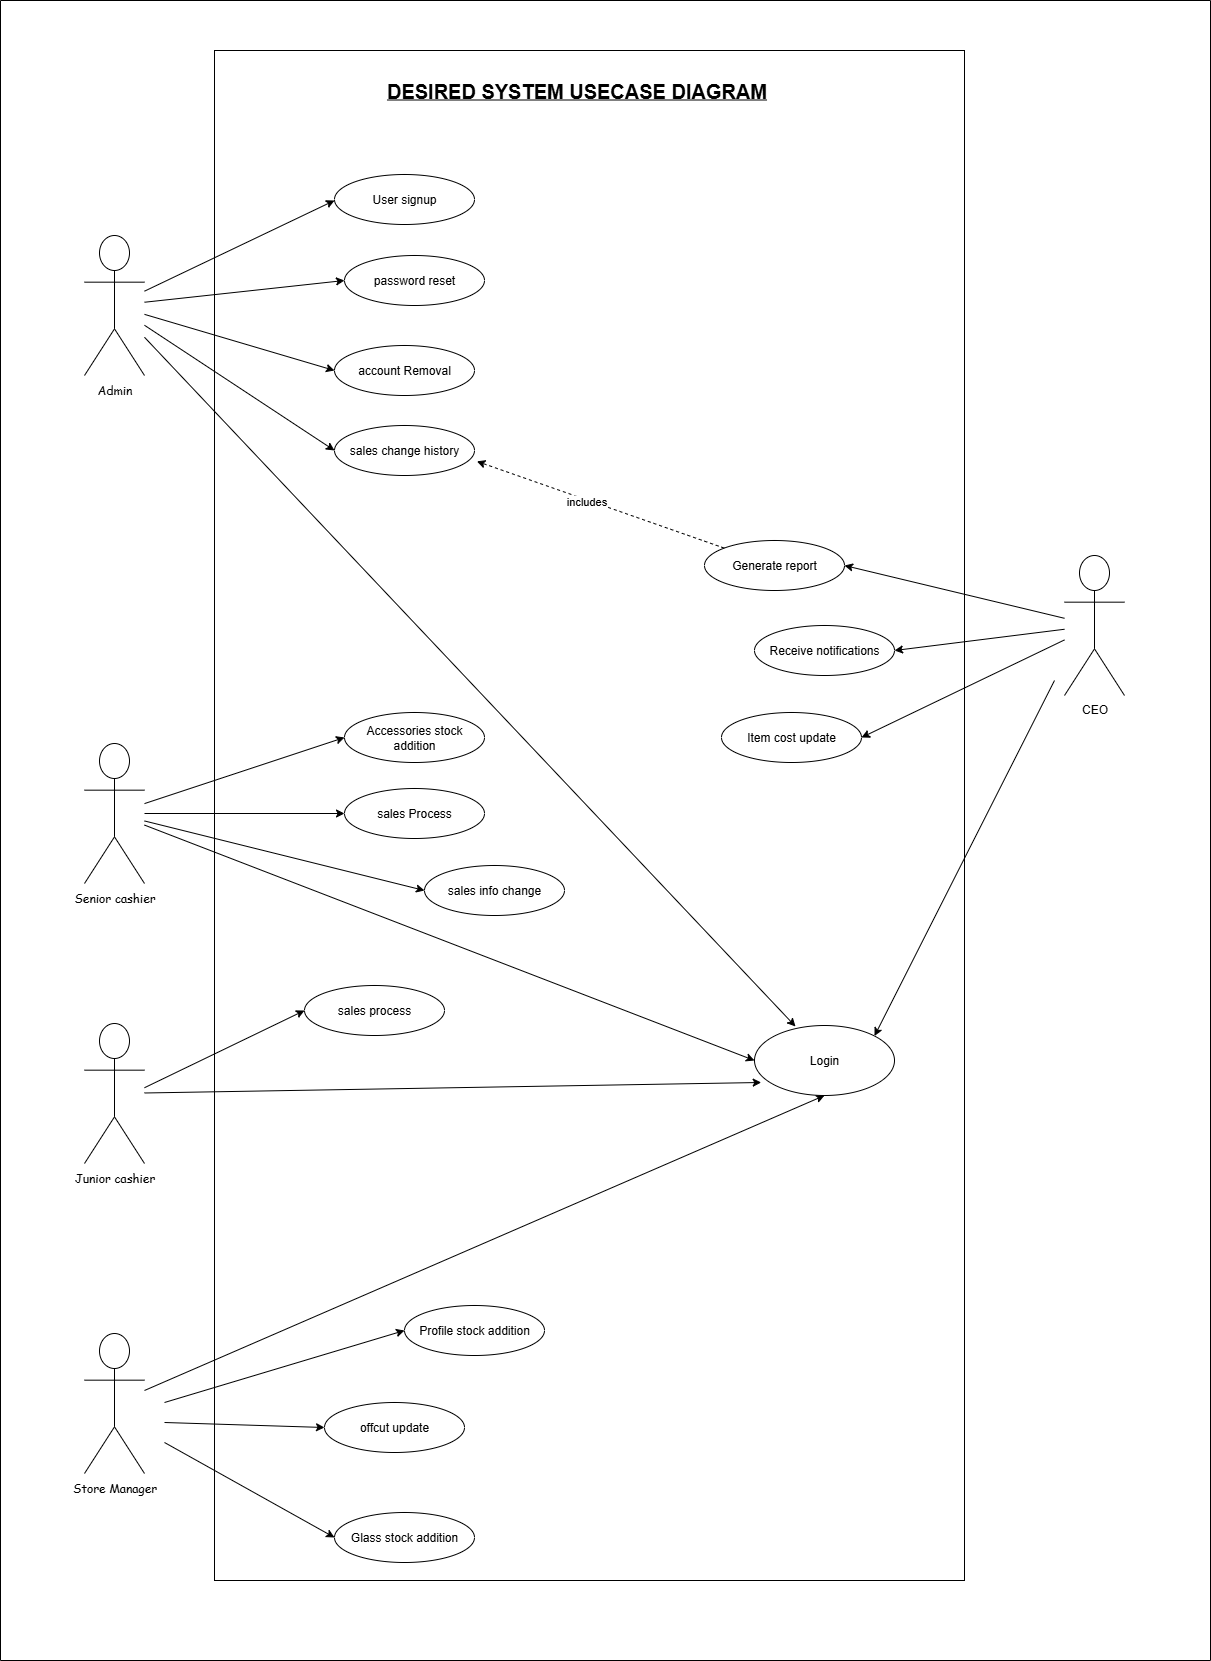 DESIRED SYSTEM USECASE DIAGRAM
User signup
password reset
account Removal
Admin
sales change history
includes
Generate report
Receive notifications
CEO
Accessories stock
addition
Item cost update
sales Process
sales info change
Senior cashier
sales process
Login
Junior cashier
Profile stock addition
offcut update
Store Manager
Glass stock addition